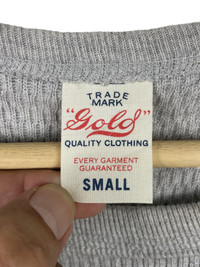 TRADE
MARK
"Gold"
QUALITY CLOTHING
EVERY GARMENT
GUARANTEED
SMALL